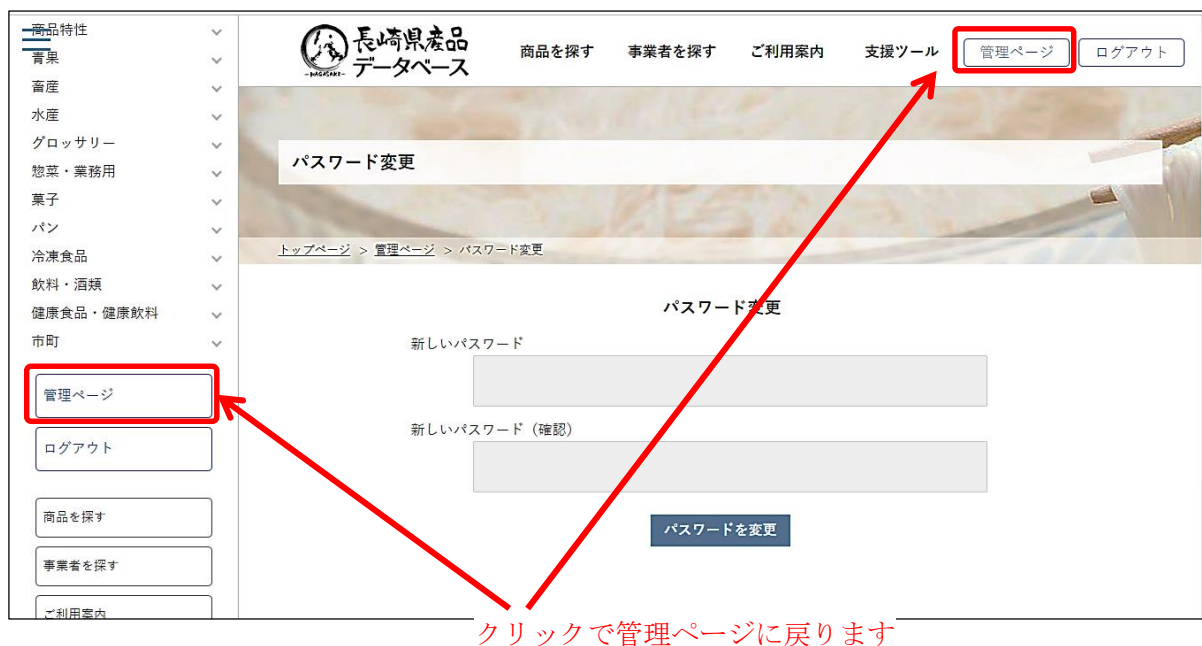 商品特性
青果
畜産
水産
グロッサリー
惣菜・業務用
菓子
パン
冷凍食品
飲料・酒類
健康食品・健康飲料
市町
管理ページ
ログアウト
商品を探す
事業者を探す
ご利用案内
長崎県産品
データベース
-NAGASAKI-
商品を探す 事業者を探す ご利用案内 支援ツール 管理ページ ログアウト
パスワード変更
トップページ > 管理ページ > パスワード変更
パスワード変更
新しいパスワード
新しいパスワード（確認）
パスワードを変更
クリックで管理ページに戻ります